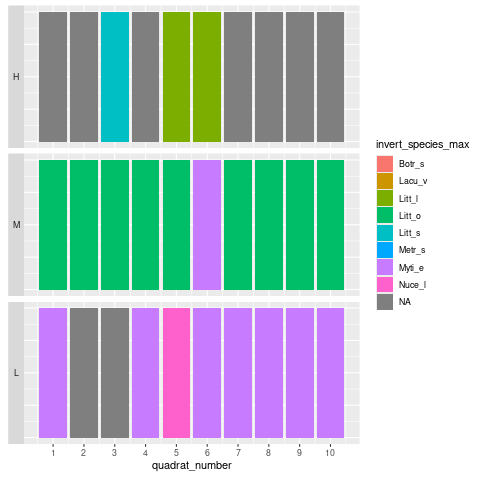 H
M
L
1 2 3 4 5 6 7 8 9 10
quadrat_number
invert_species_max
Botr_s
Lacu_v
Litt_l
Litt_o
Litt_s
Metr_s
Myti_e
Nuce_l
NA